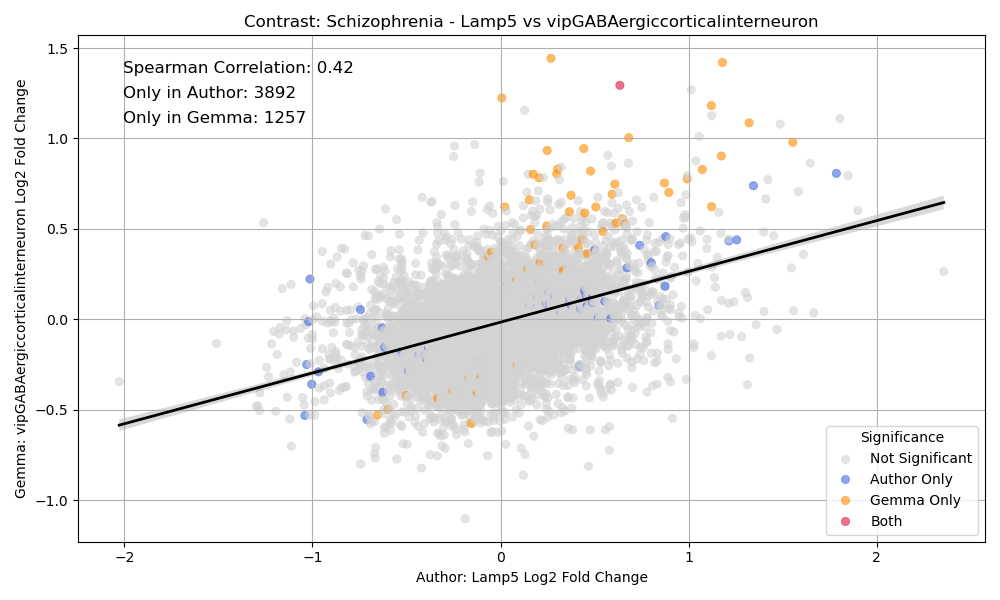 Contrast: Schizophrenia - Lamp5 vs vipGABAergiccorticalinterneuron
Spearman Correlation: 0.42
Only in Author: 3892
Only in Gemma: 1257
Gemma: vipGABAergiccorticalinterneuron Log2 Fold Change
1.5
1.0
0.5
0.0
−0.5
−1.0
Significance
Not Significant
Author Only
Gemma Only
Both
−2
−1
0
1
2
Author: Lamp5 Log2 Fold Change